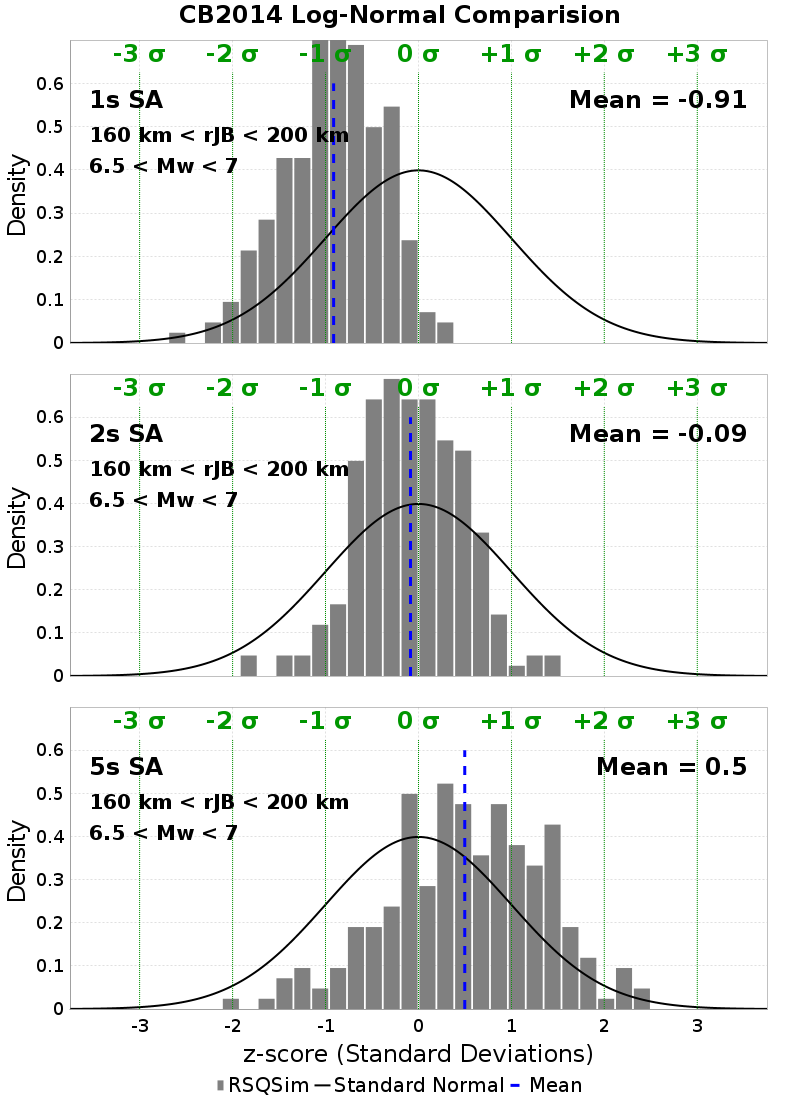 CB2014 Log-Normal Comparision
-3 σ -2 σ -1 σ 0 σ +1 σ +2 σ +3 σ
1s SA
Mean = -0.91
160 km < rJB < 200 km
6.5 < Mw < 7
Density
0.6
0.5
0.4
0.3
0.2
0.1
0
-3 σ -2 σ -1 σ 0 σ +1 σ +2 σ +3 σ
2s SA
Mean = -0.09
160 km < rJB < 200 km
6.5 < Mw < 7
Density
0.6
0.5
0.4
0.3
0.2
0.1
0
-3 σ -2 σ -1 σ 0 σ +1 σ +2 σ +3 σ
5s SA
Mean = 0.5
160 km < rJB < 200 km
6.5 < Mw < 7
Density
0.6
0.5
0.4
0.3
0.2
0.1
0
-3 -2 -1 0 1 2 3
z-score (Standard Deviations)
RSQSim Standard Normal Mean